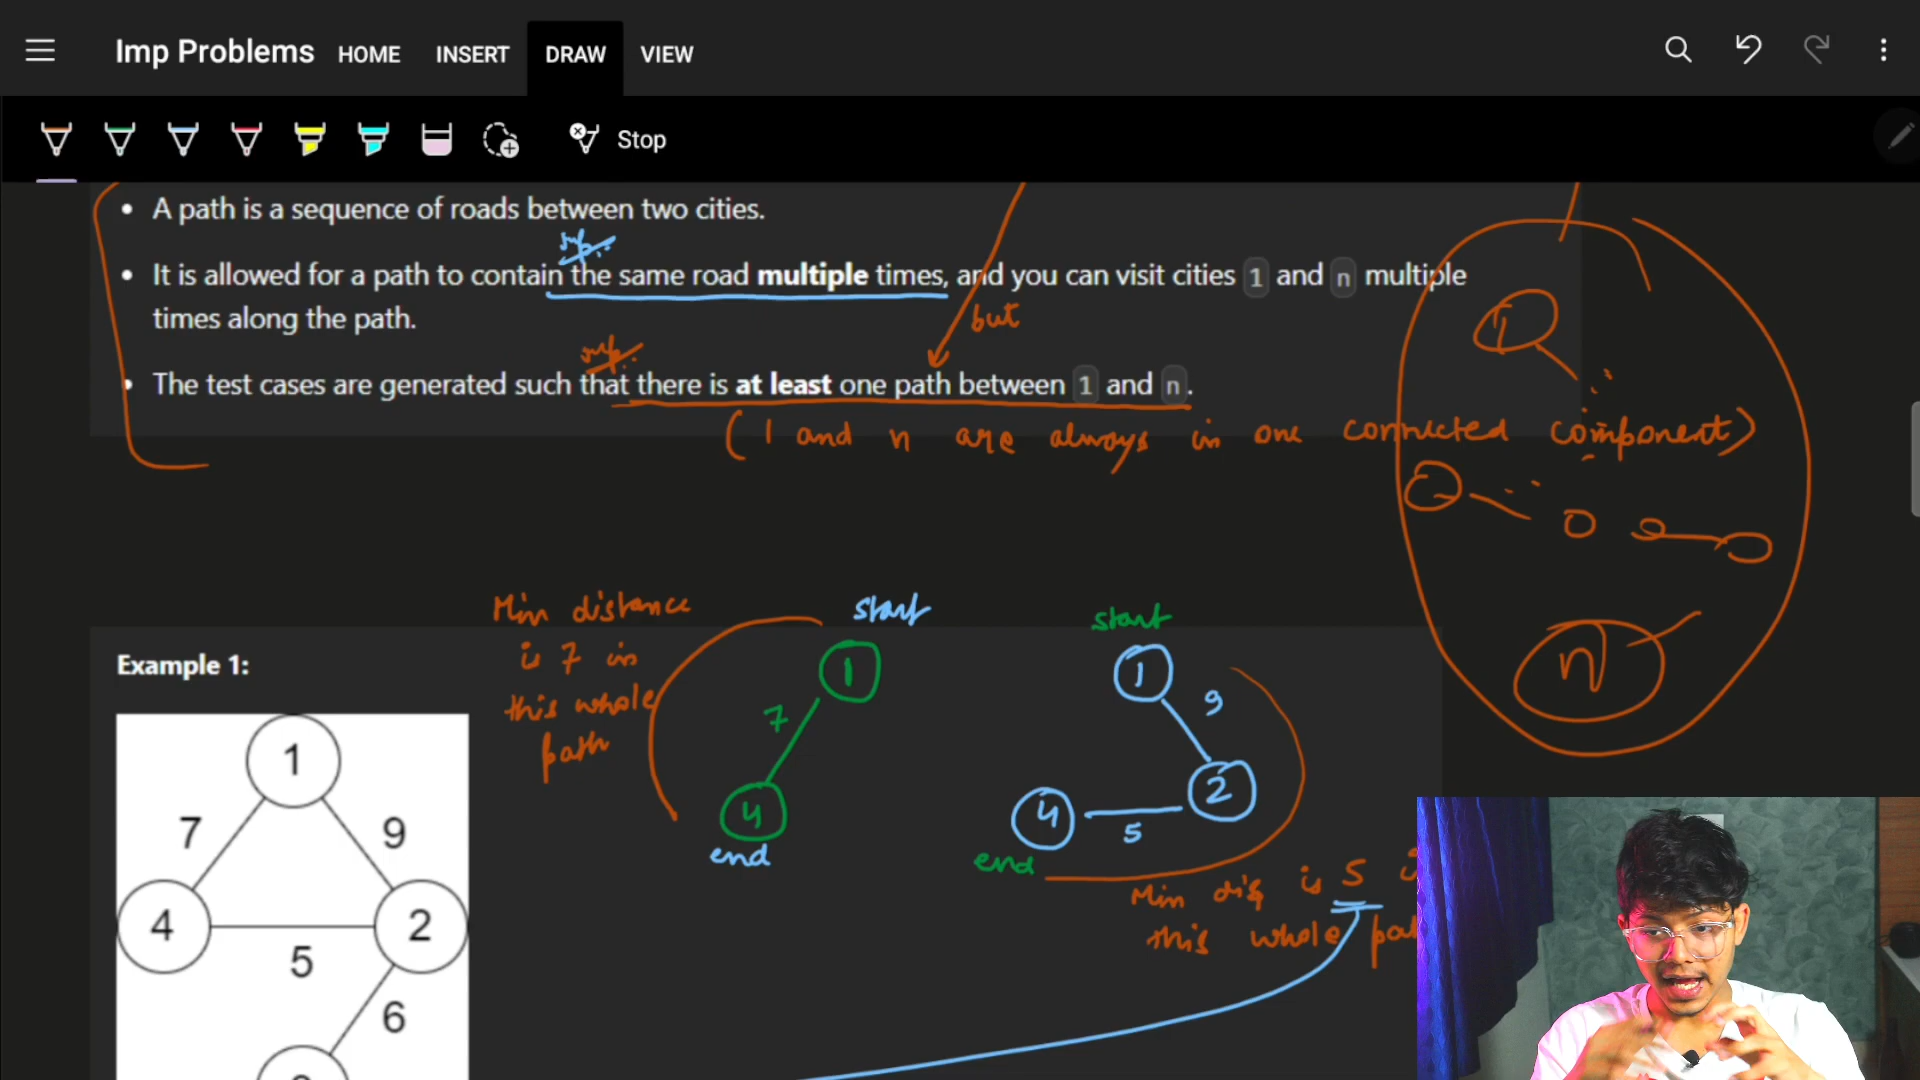 Imp Problems HOME INSERT DRAW VIEW
Stop
• A path is a sequence of roads between two cities.
imp.
• It is allowed for a path to contain the same road multiple times, and you can visit cities 1 and n multiple
times along the path.
but
imp.
• The test cases are generated such that there is at least one path between 1 and n.
(1 and n are always in one connected component)
1
2
n
Min distance
is 7 in
this whole
path
start
1
7
4
end
start
1
9
2
4
5
end
Min dis is 5
this whole
Example 1:
1
7
9
4
2
5
6